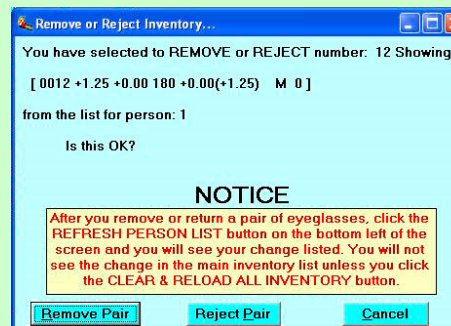 Remove or Reject Inventory...
You have selected to REMOVE or REJECT number: 12 Showing
[ 0012 +1.25 +0.00 180 +0.00(+1.25) M 0 ]
from the list for person: 1
Is this OK?
NOTICE
After you remove or return a pair of eyeglasses, click the
REFRESH PERSON LIST button on the bottom left of the
screen and you will see your change listed. You will not
see the change in the main inventory list unless you click
the CLEAR & RELOAD ALL INVENTORY button.
Remove Pair Reject Pair Cancel